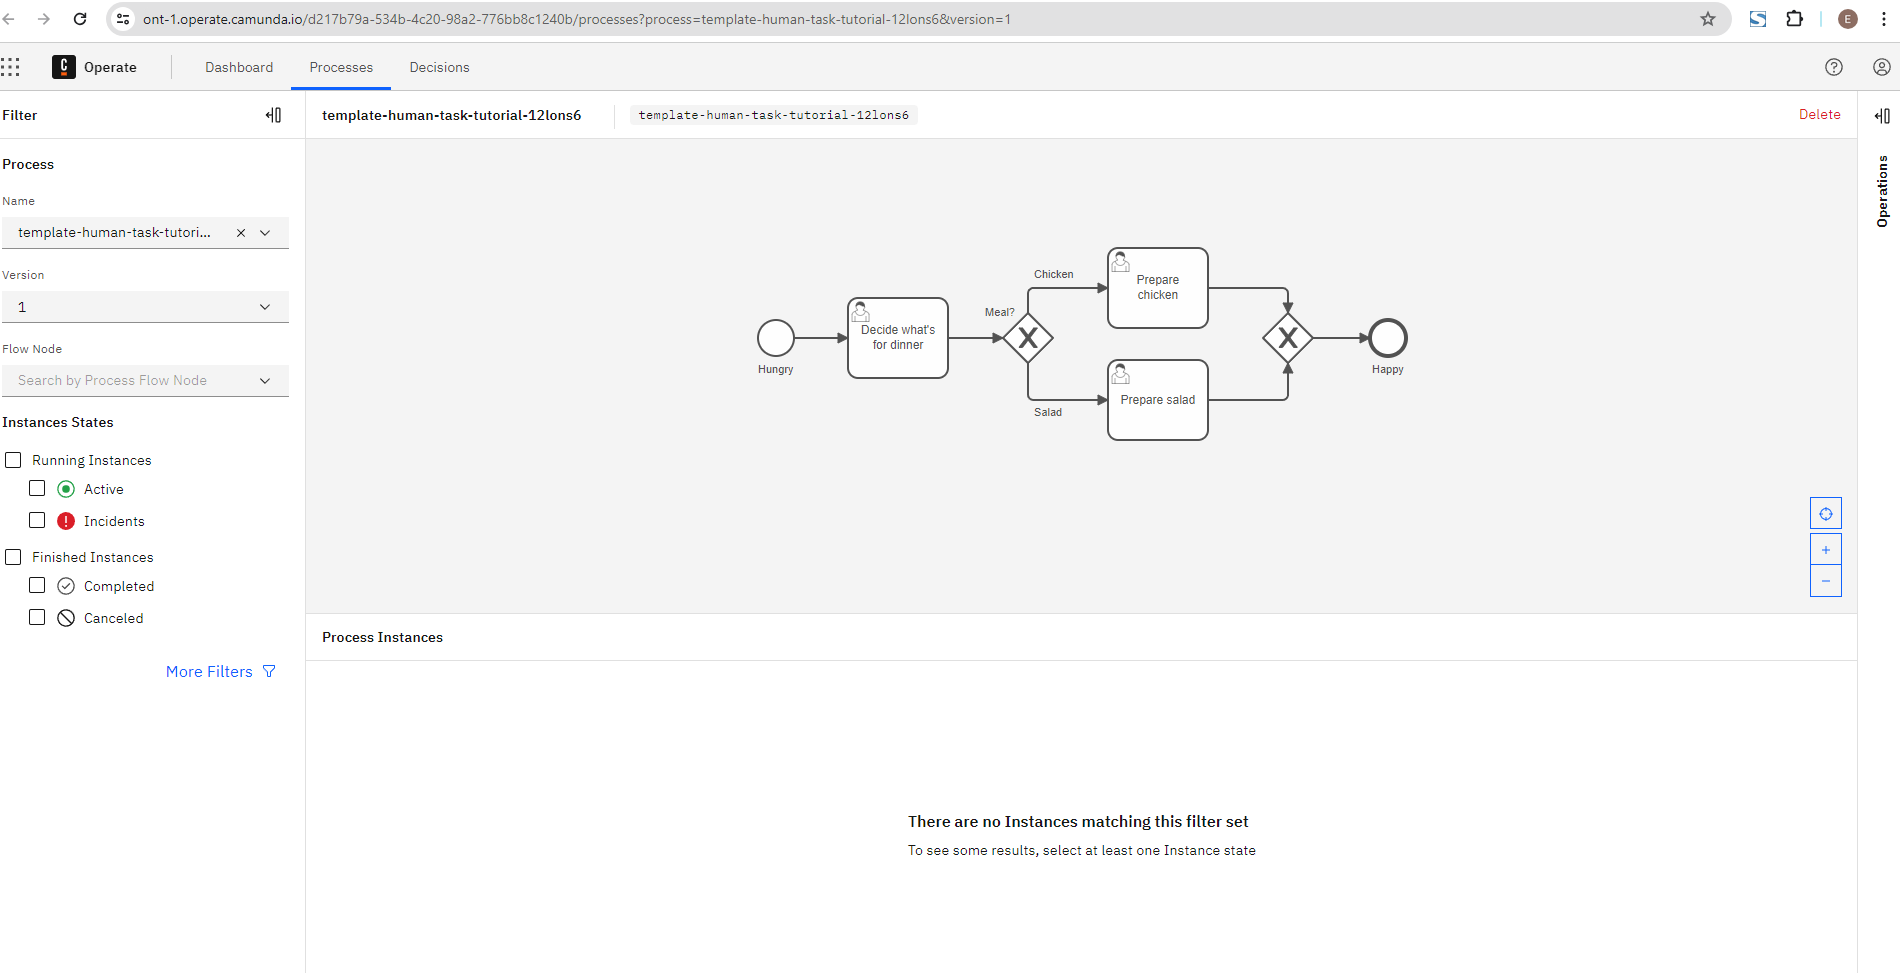 ont-1.operate.camunda.io/d217b79a-534b-4c20-98a2-776bb8c1240b/processes?process=template-human-task-tutorial-12lons6&version=1
E
C
Operate
Dashboard
Processes
Decisions
Filter
template-human-task-tutorial-12lons6
template-human-task-tutorial-12lons6
Delete
Operations
Process
Name
template-human-task-tutori...
Version
1
Flow Node
Search by Process Flow Node
Instances States
Running Instances
Active
Incidents
Finished Instances
Completed
Canceled
More Filters
Hungry
Decide what's
for dinner
Meal?
Chicken
Salad
Prepare
chicken
Prepare salad
Happy
Process Instances
There are no Instances matching this filter set
To see some results, select at least one Instance state